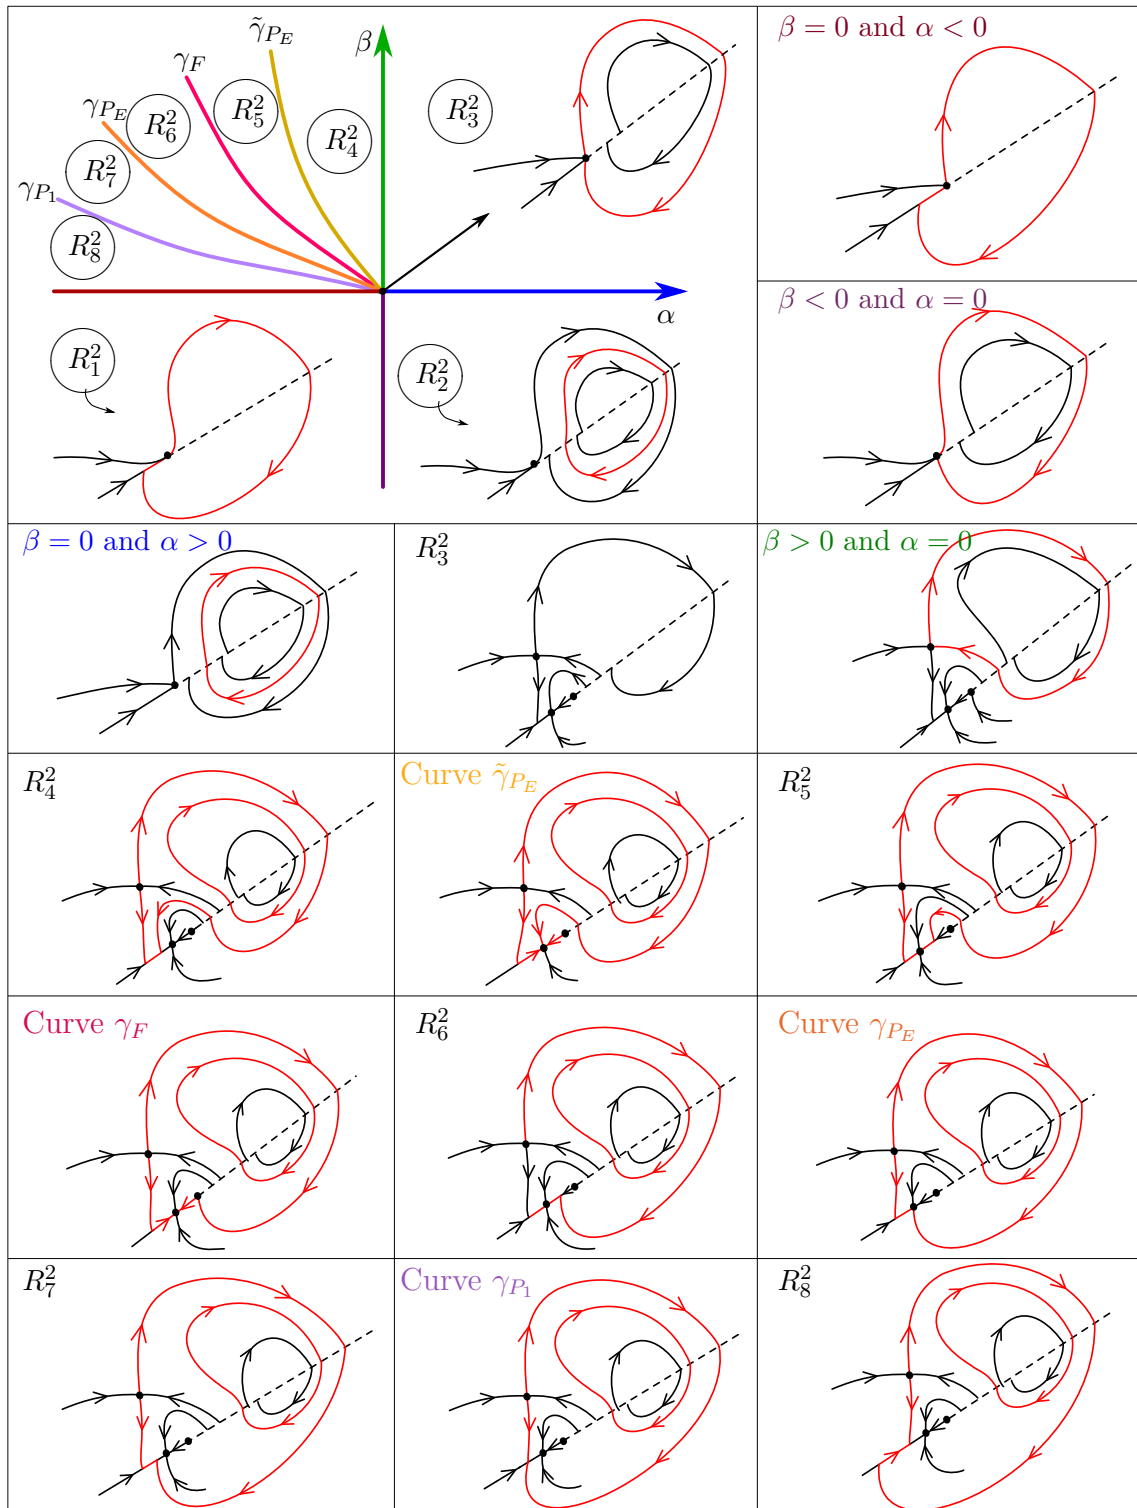 γ̃_{P_E}
β = 0 and α < 0
β
γ_F
γ_{P_E}
R_5^2
R_3^2
R_6^2
R_4^2
R_7^2
γ_{P_1}
R_8^2
β < 0 and α = 0
α
R_1^2
R_2^2
β = 0 and α > 0
R_3^2
β > 0 and α = 0
R_4^2
Curve γ̃_{P_E}
R_5^2
Curve γ_F
R_6^2
Curve γ_{P_E}
R_7^2
Curve γ_{P_1}
R_8^2